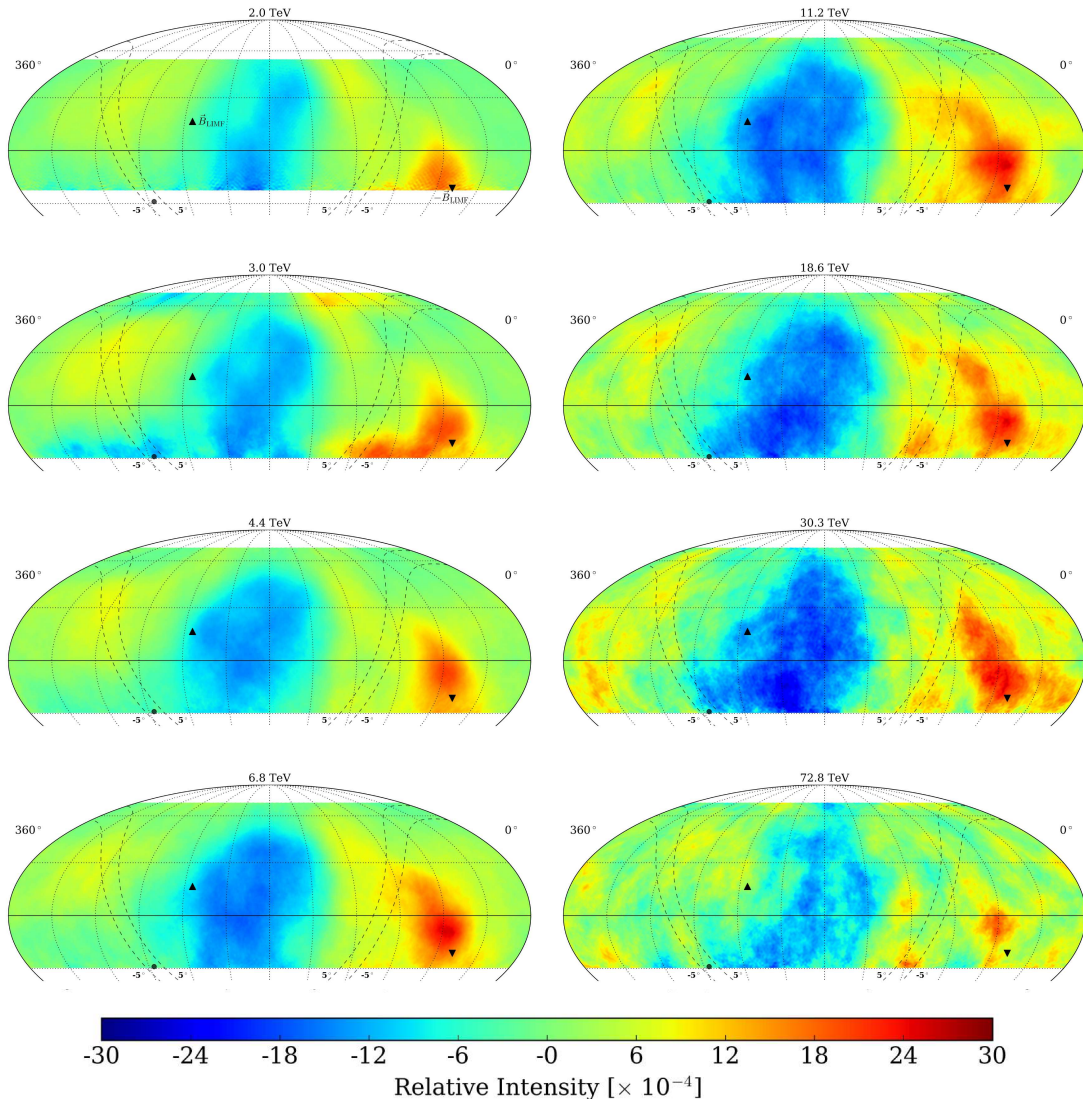 2.0 TeV
360° 0°
▲ B⃗LIMF
-B⃗LIMF
-5 5 5 -5
11.2 TeV
360° 0°
-5 5 5 -5
3.0 TeV
360° 0°
-5 5 5 -5
18.6 TeV
360° 0°
-5 5 5 -5
4.4 TeV
360° 0°
-5 5 5 -5
30.3 TeV
360° 0°
-5 5 5 -5
6.8 TeV
360° 0°
-5 5 5 -5
72.8 TeV
360° 0°
-5 5 5 -5
-30 -24 -18 -12 -6 -0 6 12 18 24 30
Relative Intensity [× 10⁻⁴]